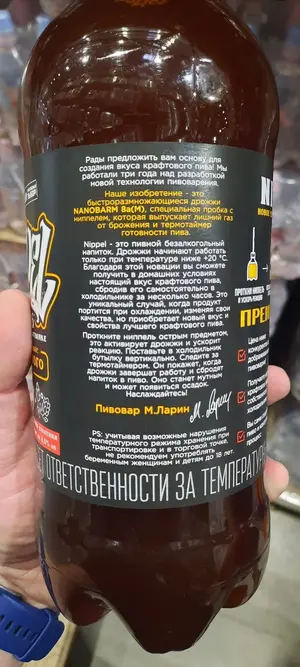 Рады предложить вам основу для
создания вкуса крафтового пива! Мы
работали три года над разработкой
новой технологии пивоварения.
Наше изобретение - это
быстроразмножающиеся дрожжи
NANOBARM 8a(M), специальная пробка с
ниппелем, которая выпускает лишний газ
от брожения и термотаймер
готовности пива.
Nippel - это пивной безалкогольный
напиток. Дрожжи начинают работать
только при температуре ниже +20 °С.
Благодаря этой новации вы сможете
получить в домашних условиях
настоящий вкус крафтового пива,
сбродив его самостоятельно в
холодильнике за несколько часов. Это
уникальный случай, когда продукт
портится при охлаждении, изменяя свои
качества, но приобретает новый вкус и
свойства лучшего крафтового пива.
Проткните ниппель острым предметом,
это активирует дрожжи и ускорит
реакцию. Поставьте в холодильник
бутылку вертикально. Следите за
термотаймером. Он покажет, когда
дрожжи завершат работу и сбродят
напиток в пиво. Оно станет мутным
и может появиться осадок.
Наслаждайтесь!
Пивовар М.Ларин
PS: учитывая возможные нарушения
температурного режима хранения при
транспортировке и в торговой точке,
не рекомендуем употреблять
беременным женщинам и детям до 18 лет.
ОТВЕТСТВЕННОСТИ ЗА ТЕМПЕРАТУР